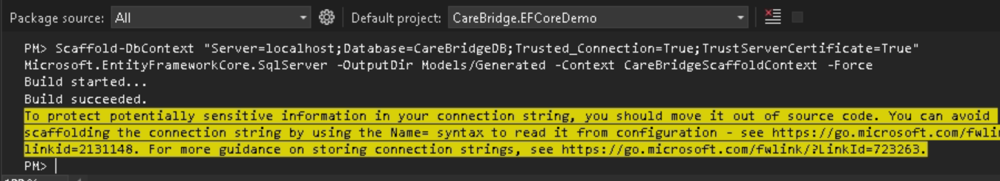 Package source: All Default project: CareBridge.EFCoreDemo
PM> Scaffold-DbContext "Server=localhost;Database=CareBridgeDB;Trusted_Connection=True;TrustServerCertificate=True"
Microsoft.EntityFrameworkCore.SqlServer -OutputDir Models/Generated -Context CareBridgeScaffoldContext -Force
Build started...
Build succeeded.
To protect potentially sensitive information in your connection string, you should move it out of source code. You can avoid
scaffolding the connection string by using the Name= syntax to read it from configuration - see https://go.microsoft.com/fwlin
linkid=2131148. For more guidance on storing connection strings, see https://go.microsoft.com/fwlink/?LinkId=723263.
PM>